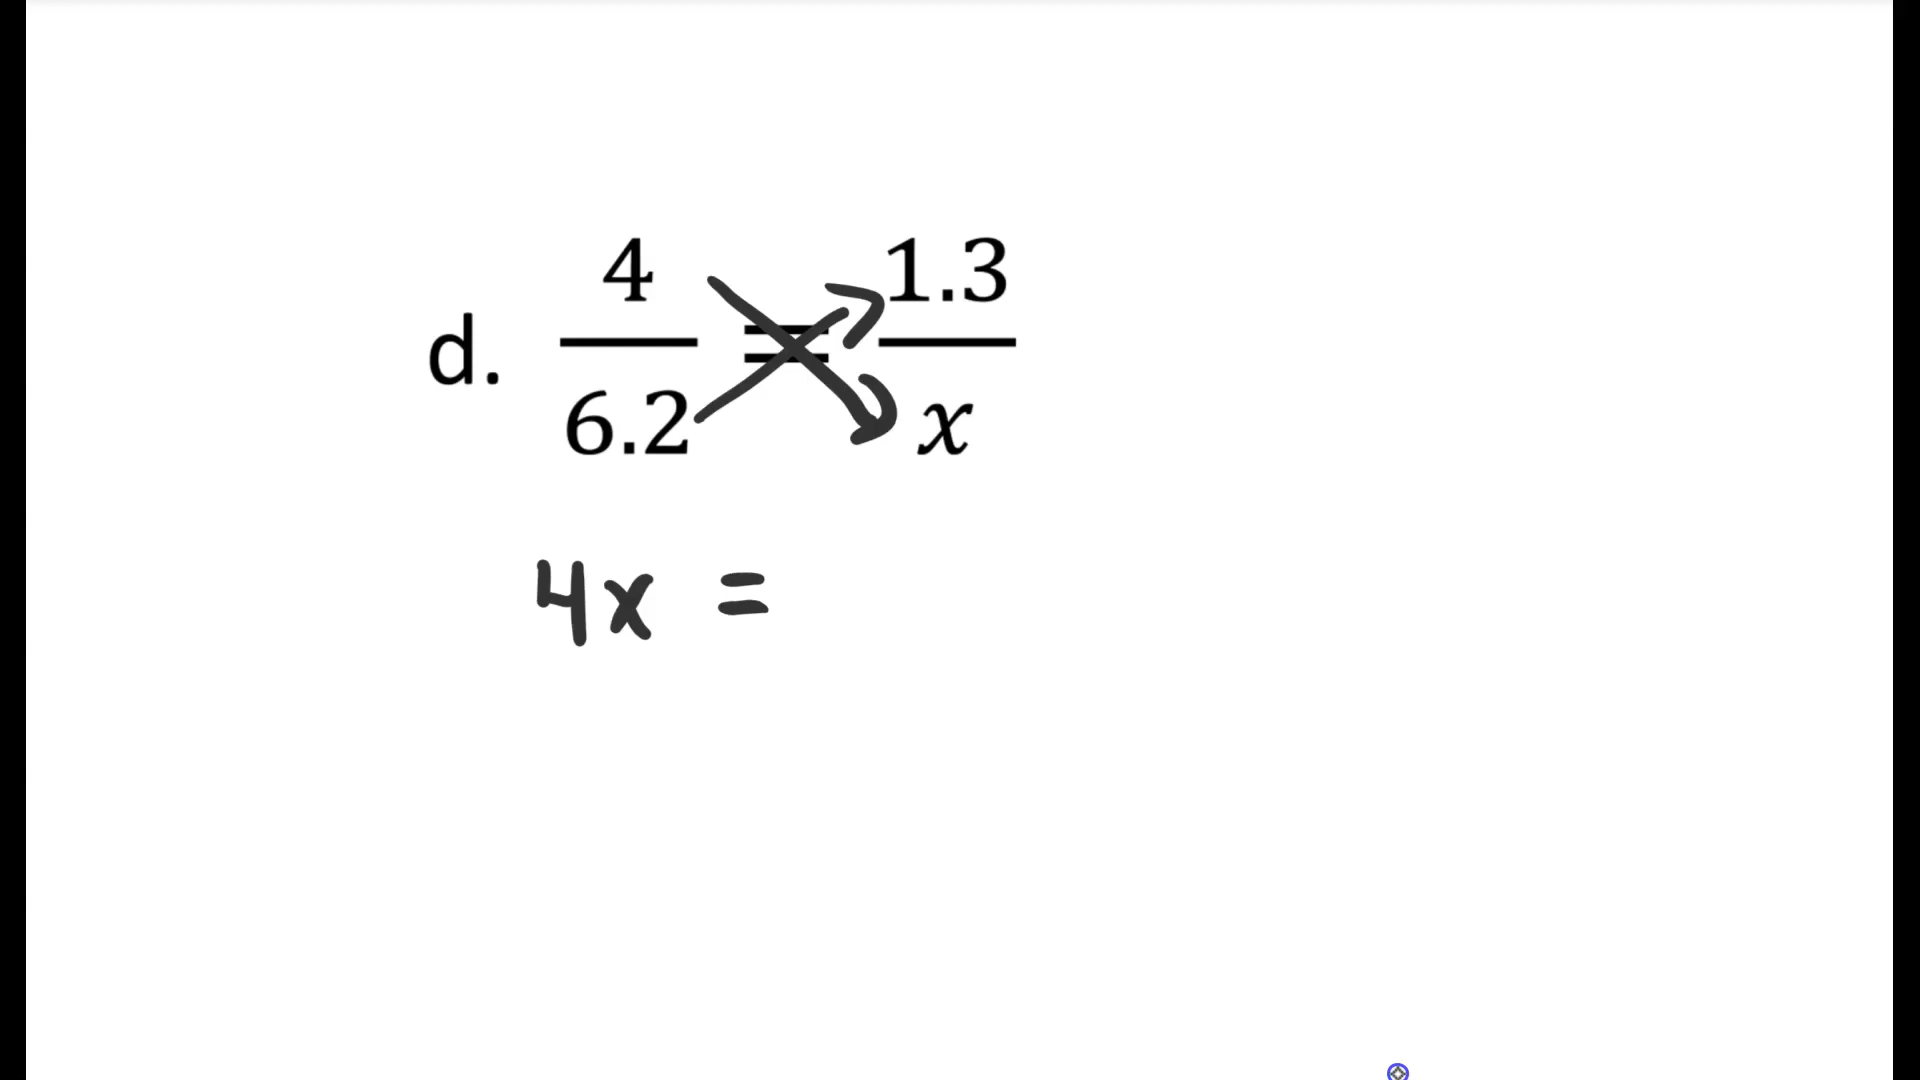 d. 4/6.2 = 1.3/x
4x =